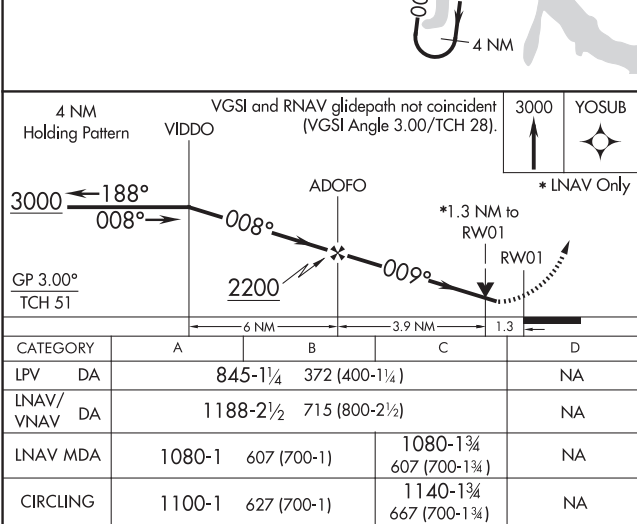 00
4 NM
4 NM
Holding Pattern
VIDDO
VGSI and RNAV glidepath not coincident
(VGSI Angle 3.00/TCH 28).
3000
YOSUB
* LNAV Only
3000
188°
008°
008°
ADOFO
009°
*1.3 NM to
RW01
RW01
GP 3.00°
TCH 51
2200
6 NM
3.9 NM
1.3
CATEGORY A B C D
LPV DA 845-1¼ 372 (400-1¼) NA
LNAV/
VNAV DA 1188-2½ 715 (800-2½) NA
LNAV MDA 1080-1 607 (700-1) 1080-1¾
607 (700-1¾) NA
CIRCLING 1100-1 627 (700-1) 1140-1¾
667 (700-1¾) NA